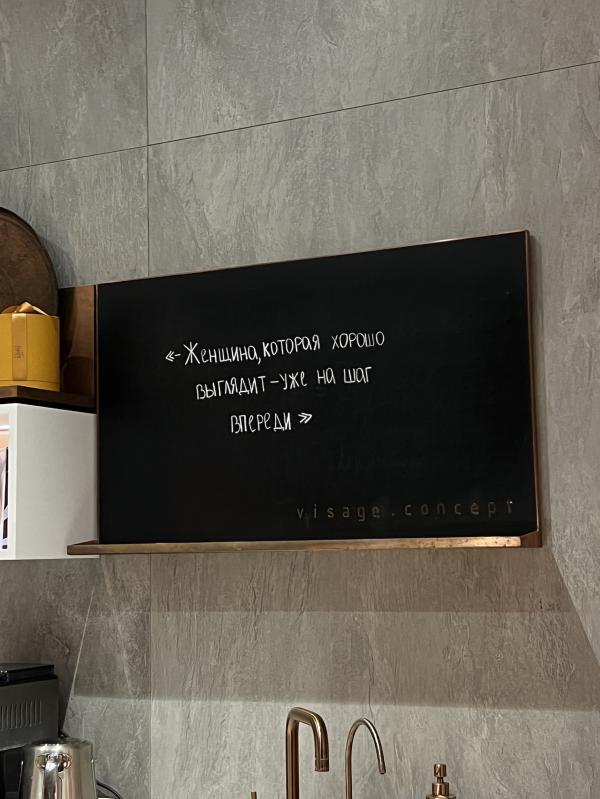 «- Женщина, которая хорошо
выглядит - уже на шаг
впереди.»
visage.concept